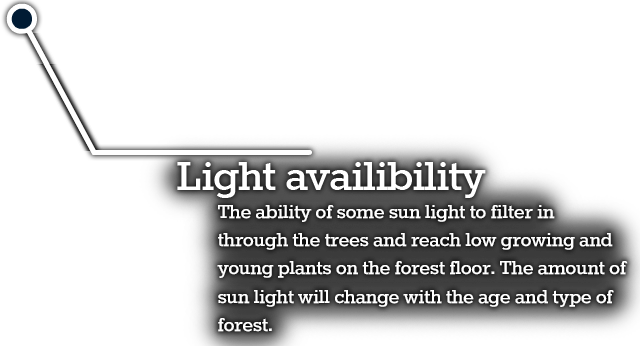 Light availibility
The ability of some sun light to filter in
through the trees and reach low growing and
young plants on the forest floor. The amount of
sun light will change with the age and type of
forest.